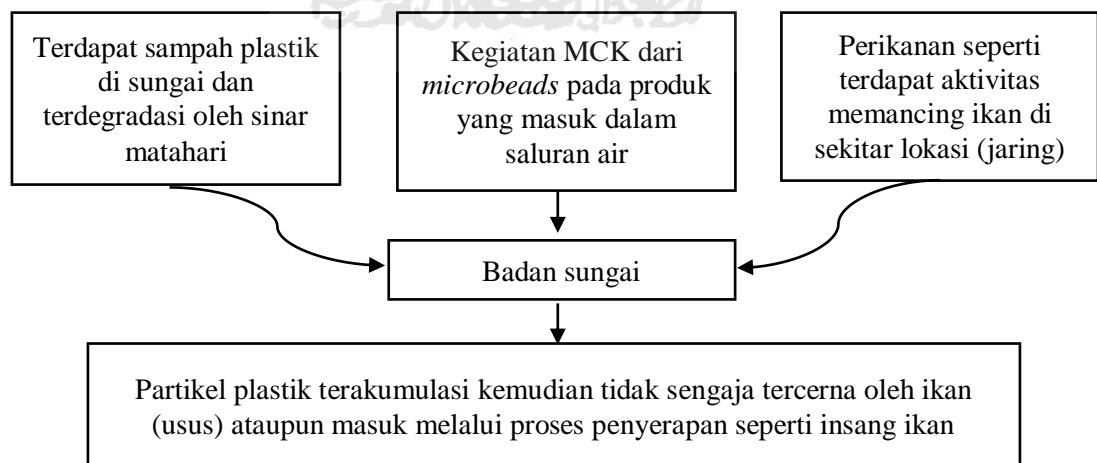 Terdapat sampah plastik
di sungai dan
terdegradasi oleh sinar
matahari
Kegiatan MCK dari
microbeads pada produk
yang masuk dalam
saluran air
Perikanan seperti
terdapat aktivitas
memancing ikan di
sekitar lokasi (jaring)
Badan sungai
Partikel plastik terakumulasi kemudian tidak sengaja tercerna oleh ikan
(usus) ataupun masuk melalui proses penyerapan seperti insang ikan